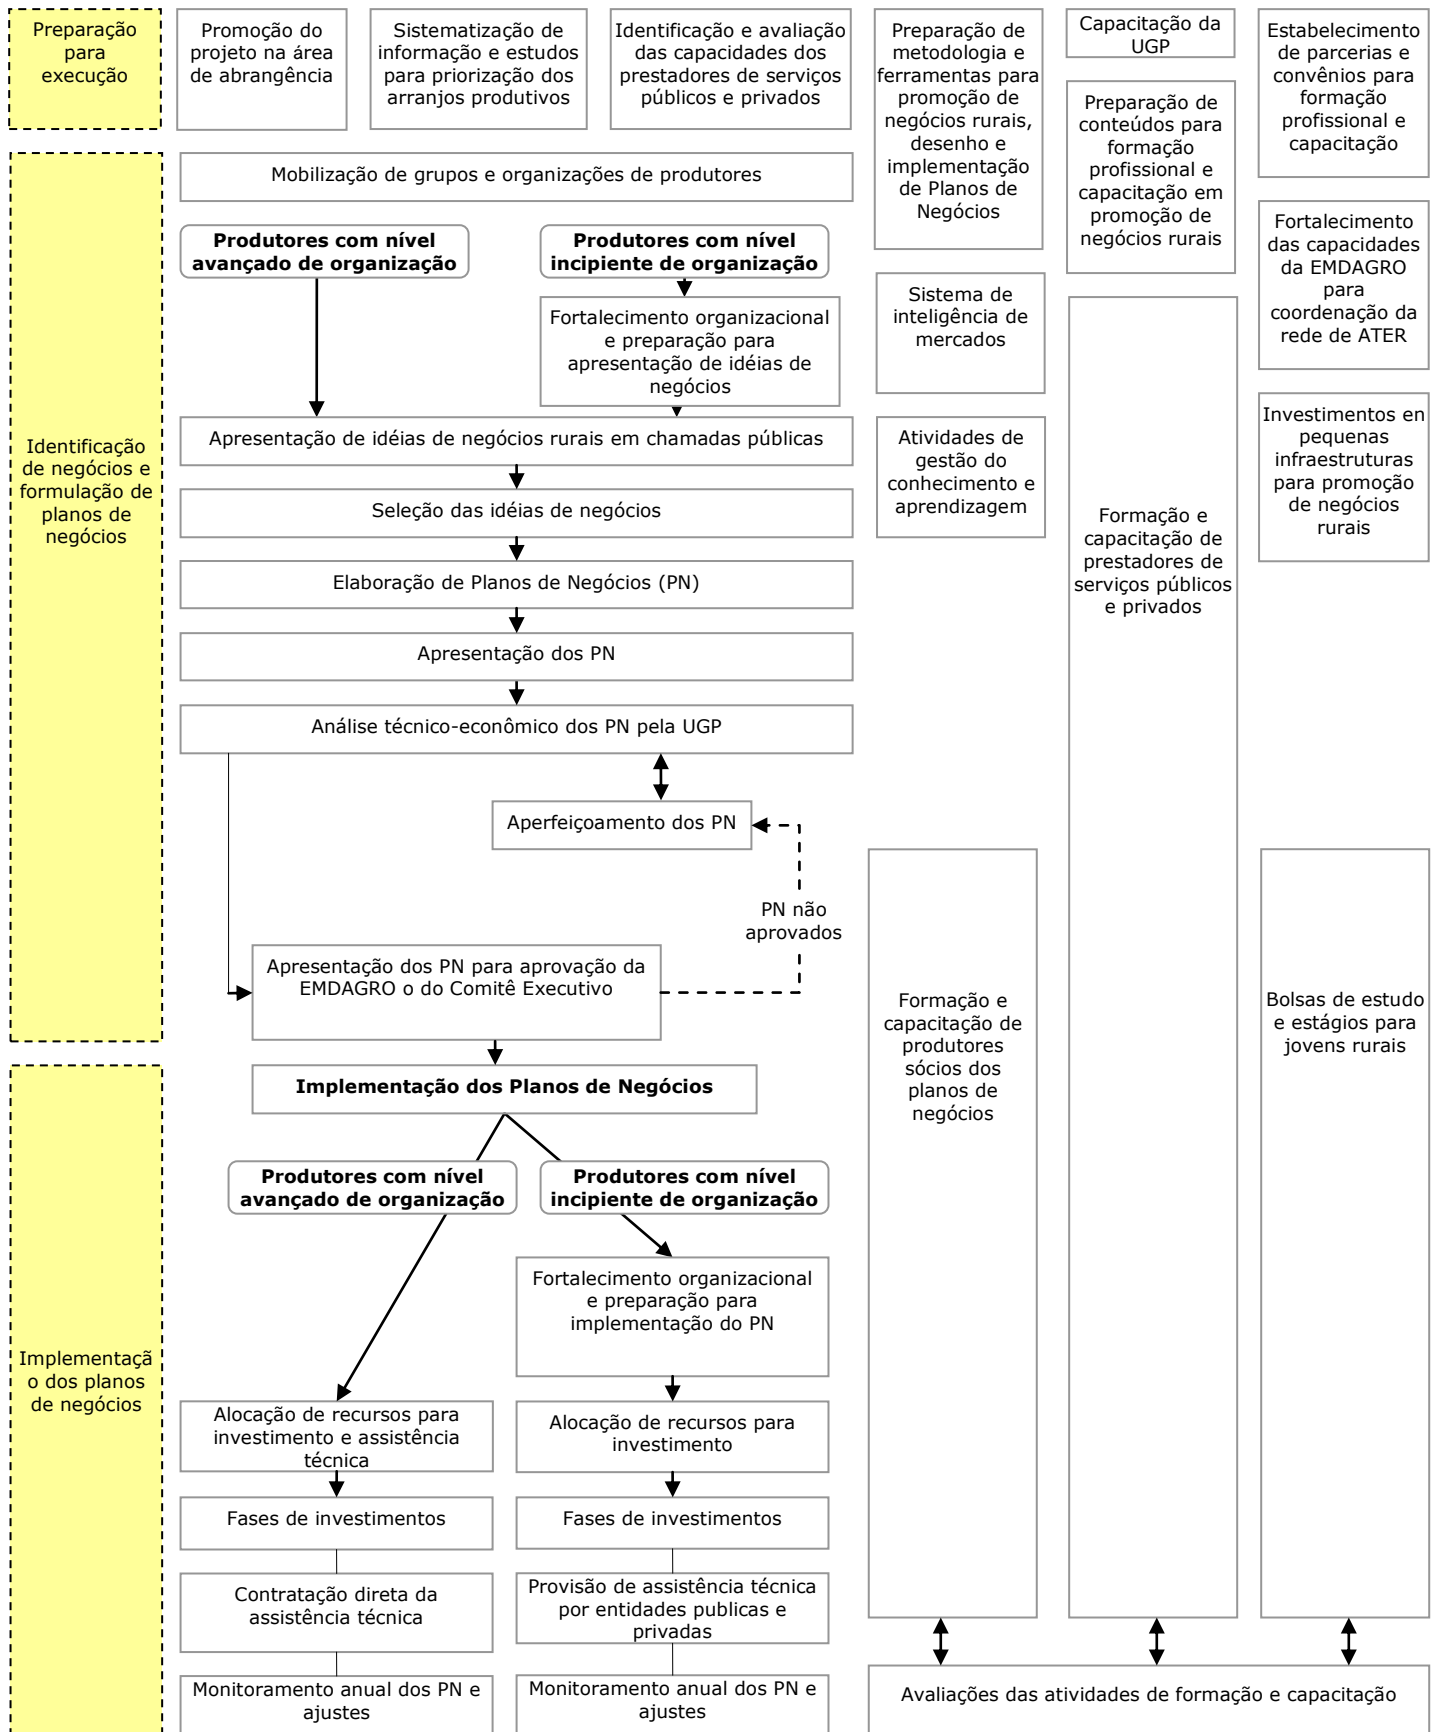 Preparação
para
execução
Promoção do
projeto na área
de abrangência
Sistematização de
informação e estudos
para priorização dos
arranjos produtivos
Identificação e avaliação
das capacidades dos
prestadores de serviços
públicos e privados
Preparação de
metodologia e
ferramentas para
promoção de
negócios rurais,
desenho e
implementação
de Planos de
Negócios
Capacitação da
UGP
Estabelecimento
de parcerias e
convênios para
formação
profissional e
capacitação
Preparação de
conteúdos para
formação
profissional e
capacitação em
promoção de
negócios rurais
Identificação
de negócios e
formulação de
planos de
negócios
Mobilização de grupos e organizações de produtores
Produtores com nível
avançado de organização
Produtores com nível
incipiente de organização
Fortalecimento organizacional
e preparação para
apresentação de idéias de
negócios
Sistema de
inteligência de
mercados
Fortalecimento
das capacidades
da EMDAGRO
para
coordenação da
rede de ATER
Apresentação de idéias de negócios rurais em chamadas públicas
Atividades de
gestão do
conhecimento e
aprendizagem
Investimentos en
pequenas
infraestruturas
para promoção
de negócios
rurais
Seleção das idéias de negócios
Formação e
capacitação de
prestadores de
serviços públicos
e privados
Elaboração de Planos de Negócios (PN)
Apresentação dos PN
Análise técnico-econômico dos PN pela UGP
Aperfeiçoamento dos PN
PN não
aprovados
Apresentação dos PN para aprovação da
EMDAGRO o do Comitê Executivo
Formação e
capacitação de
produtores
sócios dos
planos de
negócios
Bolsas de estudo
e estágios para
jovens rurais
Implementaçã
o dos planos
de negócios
Implementação dos Planos de Negócios
Produtores com nível
avançado de organização
Produtores com nível
incipiente de organização
Fortalecimento organizacional
e preparação para
implementação do PN
Alocação de recursos para
investimento e assistência
técnica
Alocação de recursos para
investimento
Fases de investimentos
Fases de investimentos
Contratação direta da
assistência técnica
Provisão de assistência técnica
por entidades publicas e
privadas
Monitoramento anual dos PN e
ajustes
Monitoramento anual dos PN e
ajustes
Avaliações das atividades de formação e capacitação